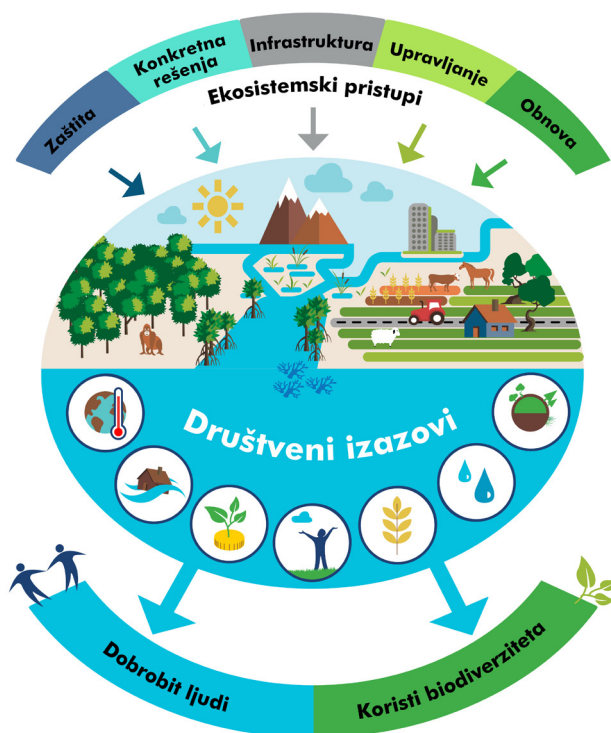 Zaštita
Konkretna
rešenja
Infrastruktura
Upravljanje
Obnova
Ekosistemski pristupi
Društveni izazovi
Dobrobit ljudi
Koristi biodiverziteta